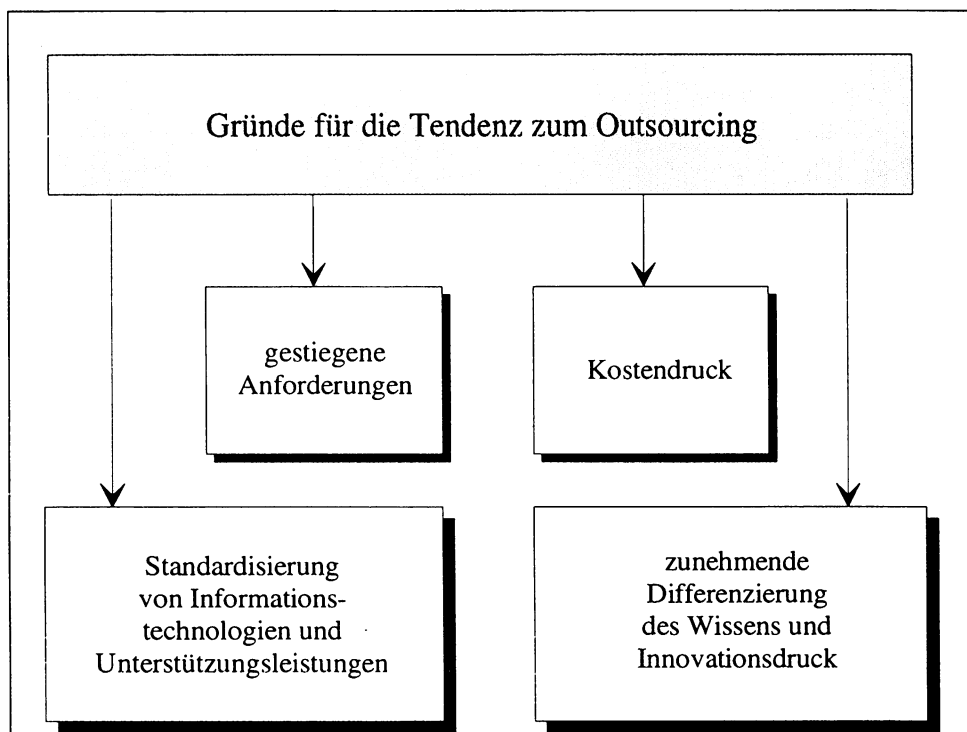 Gründe für die Tendenz zum Outsourcing
gestiegene
Anforderungen
Kostendruck
Standardisierung
von Informations-
technologien und
Unterstützungsleistungen
zunehmende
Differenzierung
des Wissens und
Innovationsdruck